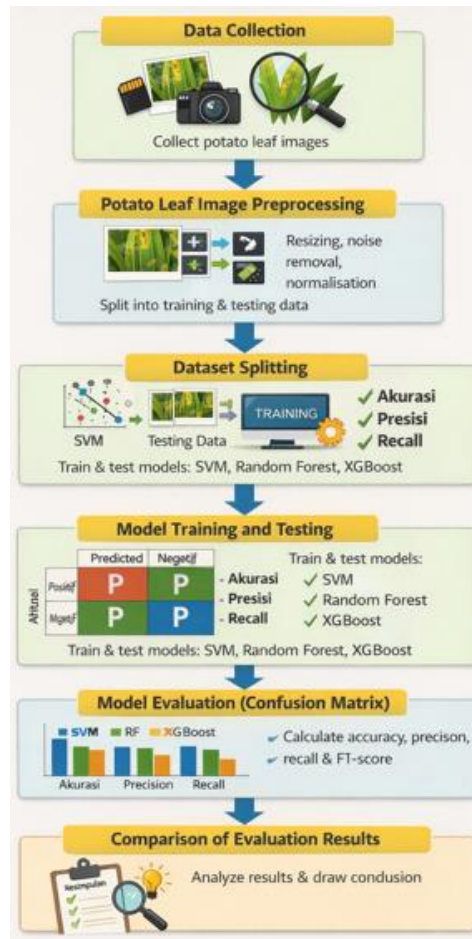 Data Collection
Collect potato leaf images
Potato Leaf Image Preprocessing
Resizing, noise
removal,
normalisation
Split into training & testing data
Dataset Splitting
SVM
Testing Data
TRAINING
Akurasi
Presisi
Recall
Train & test models: SVM, Random Forest, XGBoost
Model Training and Testing
Predicted Negetif
Positif P P
P P
- Akurasi
- Presisi
- Recall
Train & test models:
SVM
Random Forest
XGBoost
Train & test models: SVM, Random Forest, XGBoost
Model Evaluation (Confusion Matrix)
SVM RF XGBoost
Akurasi Precision Recall
Calculate accuracy, precison,
recall & FT-score
Comparison of Evaluation Results
Analyze results & draw condusion